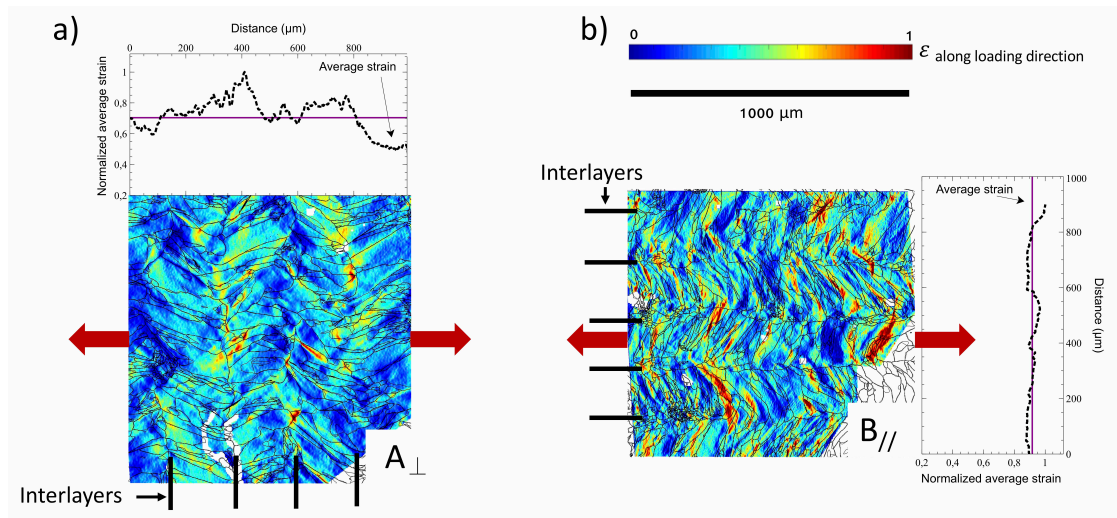 a)
Distance (µm)
0 200 400 600 800
Normalized average strain
1
0,8
0,6
0,4
0,2
Average strain
A⊥
Interlayers
b)
0 1
ε along loading direction
1000 µm
Interlayers
B//
Average strain
1000
800
600
400
200
0
Distance (µm)
0,2 0,4 0,6 0,8 1
Normalized average strain